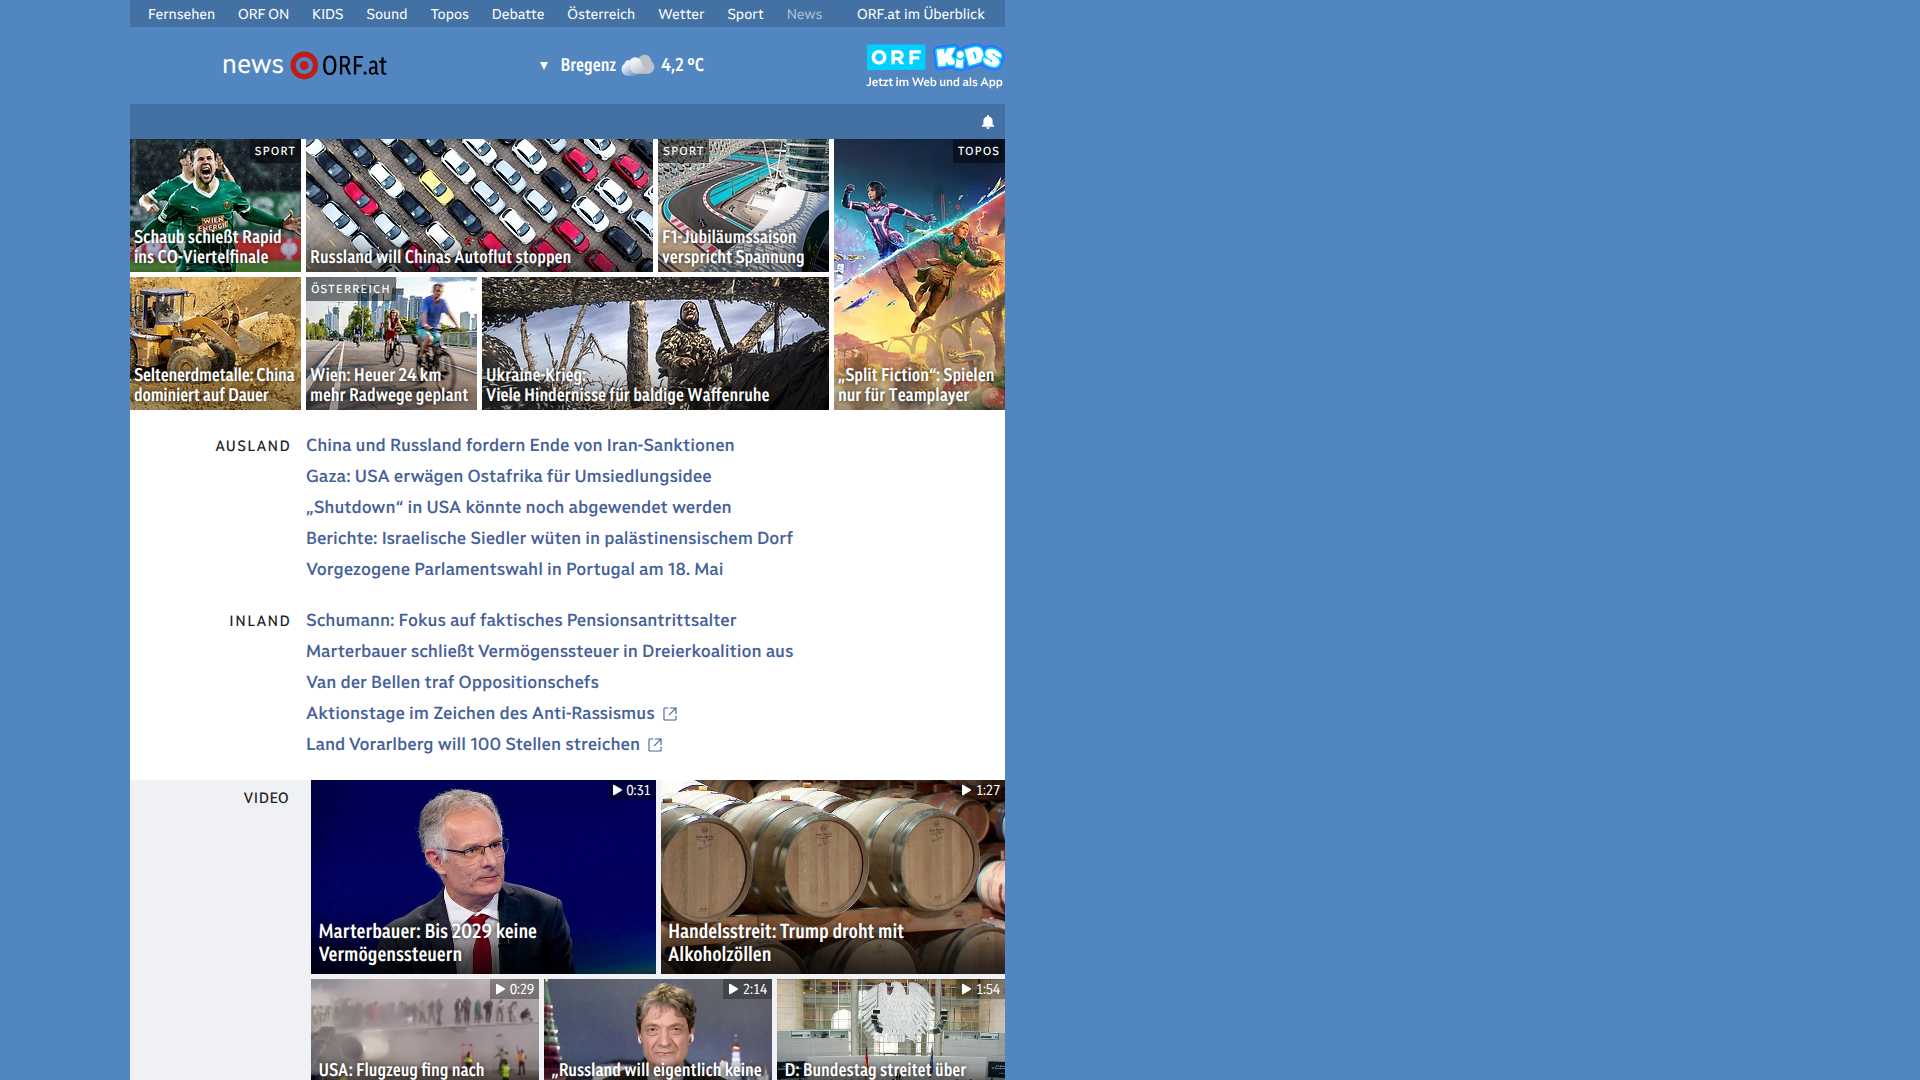 Fernsehen ORF ON KIDS Sound Topos Debatte Österreich Wetter Sport News ORF.at im Überblick
news ORF.at
▼ Bregenz 4,2 °C
ORF KIDS
Jetzt im Web und als App
SPORT
Schaub schießt Rapid
ins CO-Viertelfinale
Russland will Chinas Autoflut stoppen
SPORT
F1-Jubiläumssaison
verspricht Spannung
TOPOS
„Split Fiction“: Spielen
nur für Teamplayer
Seltenerdmetalle: China
dominiert auf Dauer
ÖSTERREICH
Wien: Heuer 24 km
mehr Radwege geplant
Ukraine-Krieg:
Viele Hindernisse für baldige Waffenruhe
AUSLAND
China und Russland fordern Ende von Iran-Sanktionen
Gaza: USA erwägen Ostafrika für Umsiedlungsidee
„Shutdown“ in USA könnte noch abgewendet werden
Berichte: Israelische Siedler wüten in palästinensischem Dorf
Vorgezogene Parlamentswahl in Portugal am 18. Mai
INLAND
Schumann: Fokus auf faktisches Pensionsantrittsalter
Marterbauer schließt Vermögenssteuer in Dreierkoalition aus
Van der Bellen traf Oppositionschefs
Aktionstage im Zeichen des Anti-Rassismus
Land Vorarlberg will 100 Stellen streichen
VIDEO
0:31
Marterbauer: Bis 2029 keine
Vermögenssteuern
1:27
Handelsstreit: Trump droht mit
Alkoholzöllen
0:29
USA: Flugzeug fing nach
2:14
„Russland will eigentlich keine
1:54
D: Bundestag streitet über